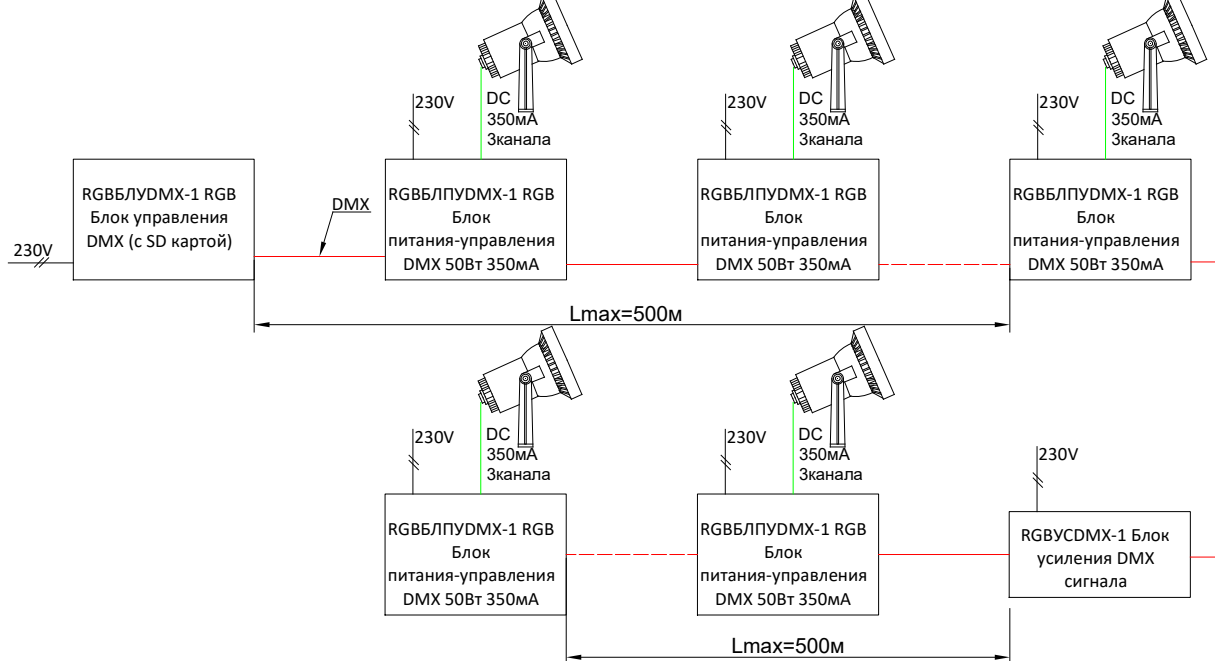 230V
DC
350мА
3канала
230V
DC
350мА
3канала
230V
DC
350мА
3канала
RGBБЛУDMX-1 RGB
Блок управления
DMX (с SD картой)
230V
DMX
RGBБЛПУDMX-1 RGB
Блок
питания-управления
DMX 50Вт 350мА
RGBБЛПУDMX-1 RGB
Блок
питания-управления
DMX 50Вт 350мА
RGBБЛПУDMX-1 RGB
Блок
питания-управления
DMX 50Вт 350мА
Lmax=500м
230V
DC
350мА
3канала
230V
DC
350мА
3канала
230V
RGBБЛПУDMX-1 RGB
Блок
питания-управления
DMX 50Вт 350мА
RGBБЛПУDMX-1 RGB
Блок
питания-управления
DMX 50Вт 350мА
RGBУСDMX-1 Блок
усиления DMX
сигнала
Lmax=500м